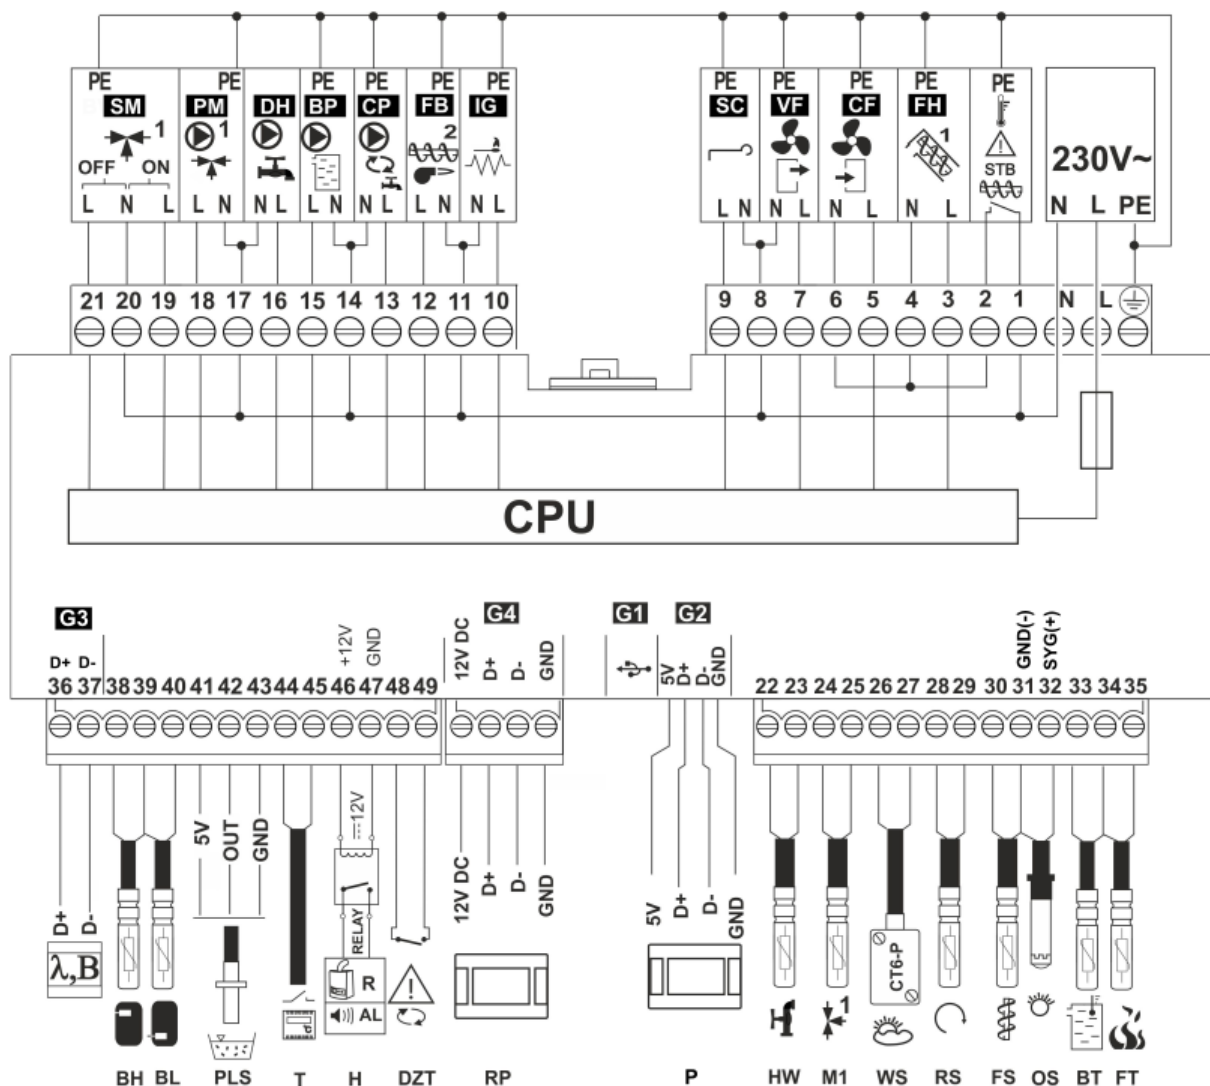 PE PE PE PE PE PE PE PE PE PE PE
SM PM DH BP CP FB IG SC VF CF FH
1 1 2 1
OFF ON STB 230V~
L N L L N N L L N N L L N N L L N N L N L N L N L PE
21 20 19 18 17 16 15 14 13 12 11 10 9 8 7 6 5 4 3 2 1 N L
CPU
G3 G4 G1 G2
D+ D- +12V GND 12V DC D+ D- GND 5V D+ D- GND GND(-) SYG(+)
36 37 38 39 40 41 42 43 44 45 46 47 48 49 22 23 24 25 26 27 28 29 30 31 32 33 34 35
5V OUT GND 12V
D+ D- RELAY 12V DC D+ D- GND 5V D+ D- GND
λ,B R CT6-P
AL 1
BH BL PLS T H DZT RP P HW M1 WS RS FS OS BT FT